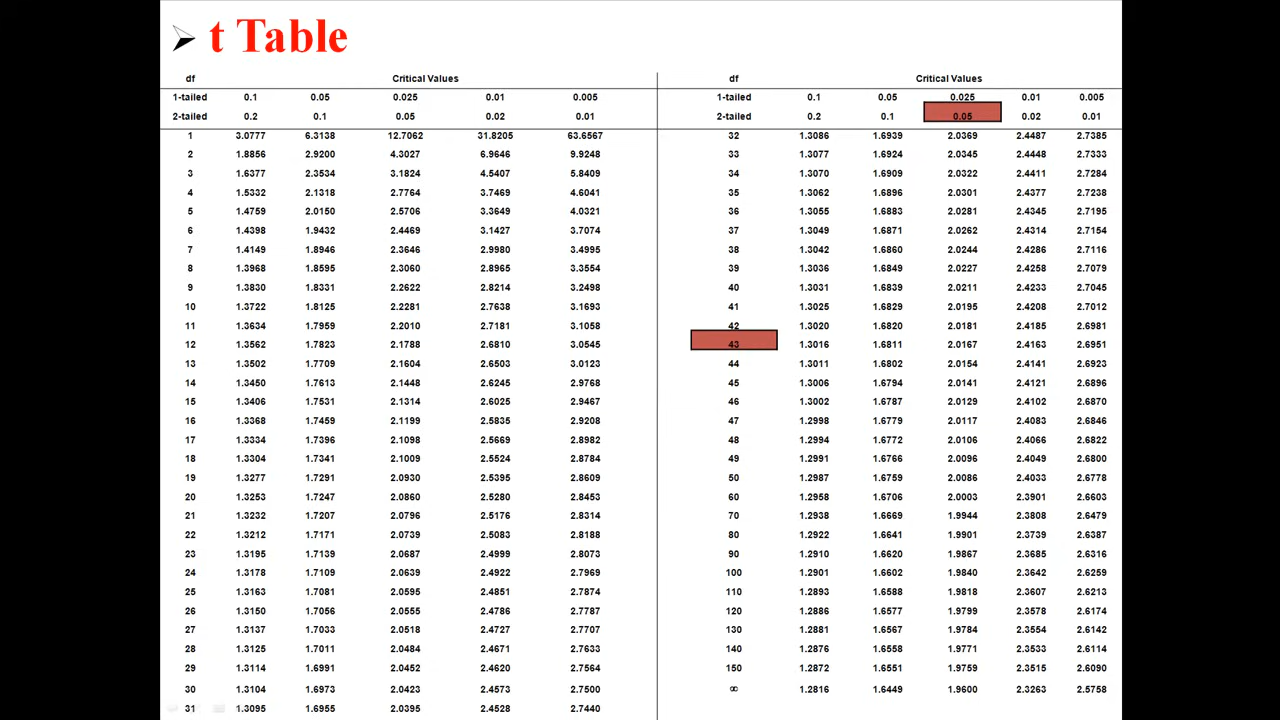 t Table
df Critical Values
1-tailed 0.1 0.05 0.025 0.01 0.005
2-tailed 0.2 0.1 0.05 0.02 0.01
1 3.0777 6.3138 12.7062 31.8205 63.6567
2 1.8856 2.9200 4.3027 6.9646 9.9248
3 1.6377 2.3534 3.1824 4.5407 5.8409
4 1.5332 2.1318 2.7764 3.7469 4.6041
5 1.4759 2.0150 2.5706 3.3649 4.0321
6 1.4398 1.9432 2.4469 3.1427 3.7074
7 1.4149 1.8946 2.3646 2.9980 3.4995
8 1.3968 1.8595 2.3060 2.8965 3.3554
9 1.3830 1.8331 2.2622 2.8214 3.2498
10 1.3722 1.8125 2.2281 2.7638 3.1693
11 1.3634 1.7959 2.2010 2.7181 3.1058
12 1.3562 1.7823 2.1788 2.6810 3.0545
13 1.3502 1.7709 2.1604 2.6503 3.0123
14 1.3450 1.7613 2.1448 2.6245 2.9768
15 1.3406 1.7531 2.1314 2.6025 2.9467
16 1.3368 1.7459 2.1199 2.5835 2.9208
17 1.3334 1.7396 2.1098 2.5669 2.8982
18 1.3304 1.7341 2.1009 2.5524 2.8784
19 1.3277 1.7291 2.0930 2.5395 2.8609
20 1.3253 1.7247 2.0860 2.5280 2.8453
21 1.3232 1.7207 2.0796 2.5176 2.8314
22 1.3212 1.7171 2.0739 2.5083 2.8188
23 1.3195 1.7139 2.0687 2.4999 2.8073
24 1.3178 1.7109 2.0639 2.4922 2.7969
25 1.3163 1.7081 2.0595 2.4851 2.7874
26 1.3150 1.7056 2.0555 2.4786 2.7787
27 1.3137 1.7033 2.0518 2.4727 2.7707
28 1.3125 1.7011 2.0484 2.4671 2.7633
29 1.3114 1.6991 2.0452 2.4620 2.7564
30 1.3104 1.6973 2.0423 2.4573 2.7500
31 1.3095 1.6955 2.0395 2.4528 2.7440
df Critical Values
1-tailed 0.1 0.05 0.025 0.01 0.005
2-tailed 0.2 0.1 0.05 0.02 0.01
32 1.3086 1.6939 2.0369 2.4487 2.7385
33 1.3077 1.6924 2.0345 2.4448 2.7333
34 1.3070 1.6909 2.0322 2.4411 2.7284
35 1.3062 1.6896 2.0301 2.4377 2.7238
36 1.3055 1.6883 2.0281 2.4345 2.7195
37 1.3049 1.6871 2.0262 2.4314 2.7154
38 1.3042 1.6860 2.0244 2.4286 2.7116
39 1.3036 1.6849 2.0227 2.4258 2.7079
40 1.3031 1.6839 2.0211 2.4233 2.7045
41 1.3025 1.6829 2.0195 2.4208 2.7012
42 1.3020 1.6820 2.0181 2.4185 2.6981
43 1.3016 1.6811 2.0167 2.4163 2.6951
44 1.3011 1.6802 2.0154 2.4141 2.6923
45 1.3006 1.6794 2.0141 2.4121 2.6896
46 1.3002 1.6787 2.0129 2.4102 2.6870
47 1.2998 1.6779 2.0117 2.4083 2.6846
48 1.2994 1.6772 2.0106 2.4066 2.6822
49 1.2991 1.6766 2.0096 2.4049 2.6800
50 1.2987 1.6759 2.0086 2.4033 2.6778
60 1.2958 1.6706 2.0003 2.3901 2.6603
70 1.2938 1.6669 1.9944 2.3808 2.6479
80 1.2922 1.6641 1.9901 2.3739 2.6387
90 1.2910 1.6620 1.9867 2.3685 2.6316
100 1.2901 1.6602 1.9840 2.3642 2.6259
110 1.2893 1.6588 1.9818 2.3607 2.6213
120 1.2886 1.6577 1.9799 2.3578 2.6174
130 1.2881 1.6567 1.9784 2.3554 2.6142
140 1.2876 1.6558 1.9771 2.3533 2.6114
150 1.2872 1.6551 1.9759 2.3515 2.6090
∞ 1.2816 1.6449 1.9600 2.3263 2.5758